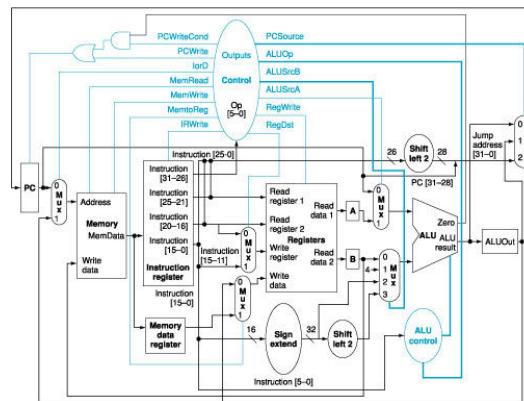 PCWriteCond
PCWrite
IorD
MemRead
MemWrite
MemtoReg
IRWrite
Outputs
Control
Op
[5–0]
PCSource
ALUOp
ALUSrcB
ALUSrcA
RegWrite
RegDst
Instruction [25-0]
26
Shift
left 2
28
Jump
address
[31-0]
0
1
2
PC [31–28]
PC
0
M
u
x
1
Address
Memory
MemData
Write
data
Instruction
[31–26]
Instruction
[25–21]
Instruction
[20–16]
Instruction
[15–0]
Instruction
register
Instruction
[15–0]
Memory
data
register
Instruction
[15–11]
0
M
u
x
1
0
M
u
x
1
Read
register 1
Read
register 2
Registers
Write
register
Write
data
Read
data 1
Read
data 2
A
B
0
M
u
x
1
4
0
1
M
u
x
2
3
Zero
ALU
ALU
result
ALUOut
16
Sign
extend
32
Shift
left 2
ALU
control
Instruction [5–0]